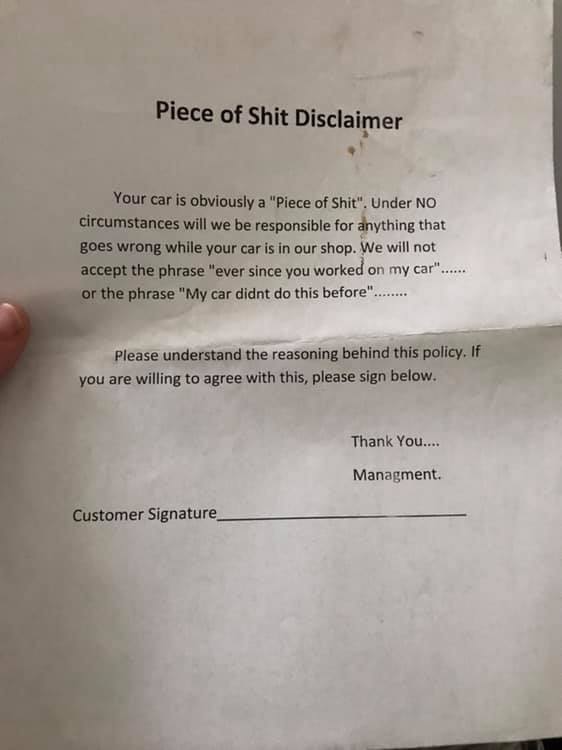 Piece of Shit Disclaimer
Your car is obviously a "Piece of Shit". Under NO
circumstances will we be responsible for anything that
goes wrong while your car is in our shop. We will not
accept the phrase "ever since you worked on my car"......
or the phrase "My car didnt do this before"........
Please understand the reasoning behind this policy. If
you are willing to agree with this, please sign below.
Thank You....
Managment.
Customer Signature